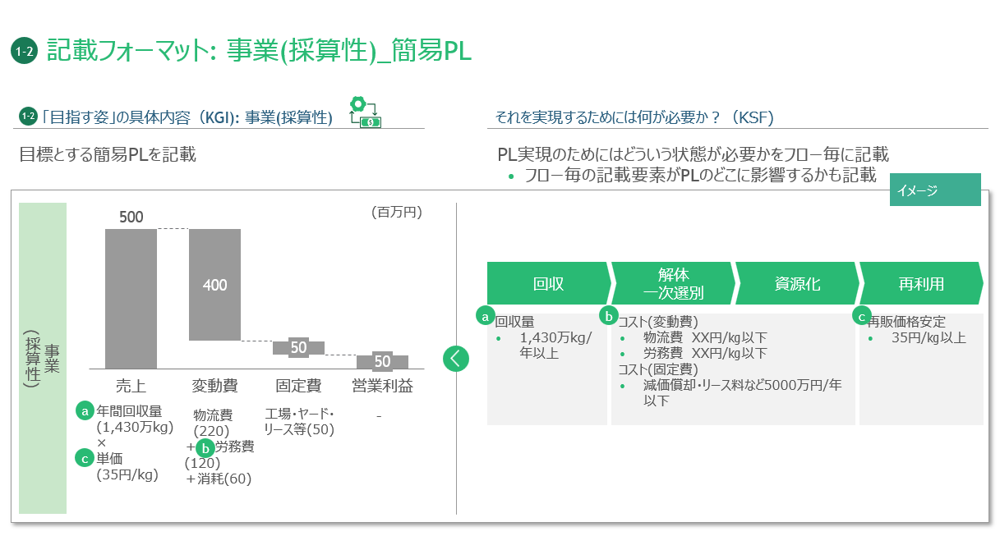 1-2 記載フォーマット: 事業(採算性)_簡易PL
1-2 「目指す姿」の具体内容（KGI): 事業(採算性)
目標とする簡易PLを記載
それを実現するためには何が必要か？（KSF)
PL実現のためにはどういう状態が必要かをフロー毎に記載
• フロー毎の記載要素がPLのどこに影響するかも記載
イメージ
事業
(採算性)
(百万円)
500
400
50
50
売上
変動費
固定費
営業利益
a 年間回収量
(1,430万kg)
×
c 単価
(35円/kg)
物流費
(220)
＋ b 労務費
(120)
＋消耗(60)
工場・ヤード・
リース等(50)
-
回収
解体
一次選別
資源化
再利用
a 回収量
• 1,430万kg/
年以上
b コスト(変動費)
• 物流費 XX円/㎏以下
• 労務費 XX円/㎏以下
コスト(固定費)
• 減価償却・リース料など5000万円/年
以下
c 再販価格安定
• 35円/㎏以上